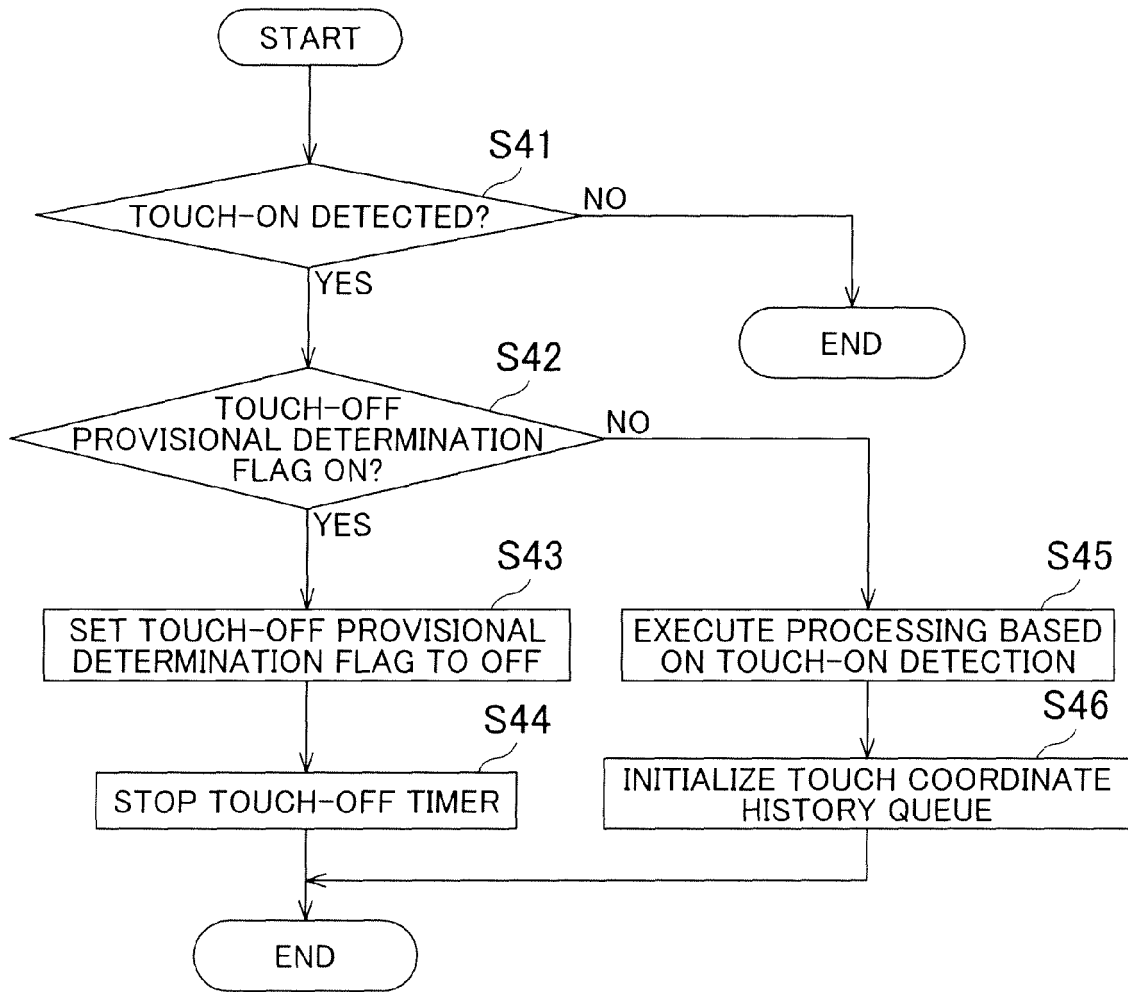 START
S41
TOUCH-ON DETECTED?
NO
YES
END
S42
TOUCH-OFF
PROVISIONAL DETERMINATION
FLAG ON?
NO
YES
S43
SET TOUCH-OFF PROVISIONAL
DETERMINATION FLAG TO OFF
S45
EXECUTE PROCESSING BASED
ON TOUCH-ON DETECTION
S44
STOP TOUCH-OFF TIMER
S46
INITIALIZE TOUCH COORDINATE
HISTORY QUEUE
END